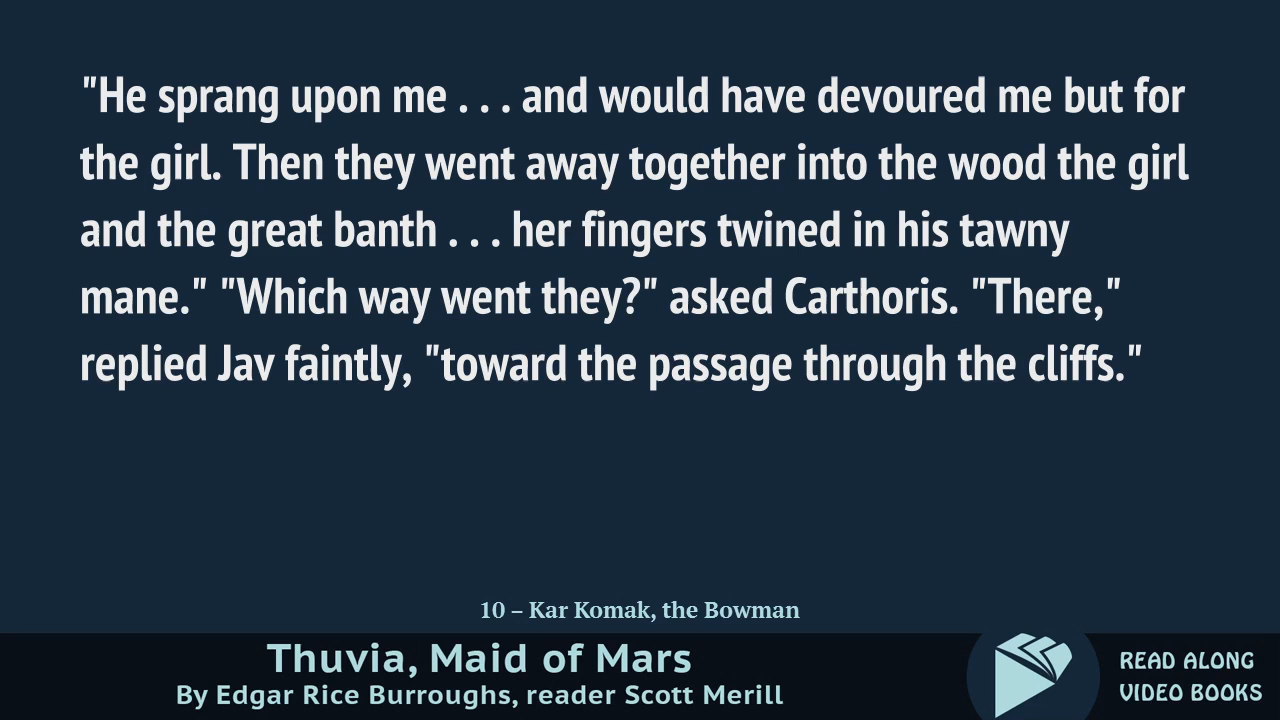 "He sprang upon me . . . and would have devoured me but for
the girl. Then they went away together into the wood the girl
and the great banth . . . her fingers twined in his tawny
mane." "Which way went they?" asked Carthoris. "There,"
replied Jav faintly, "toward the passage through the cliffs."
10 – Kar Komak, the Bowman
Thuvia, Maid of Mars
By Edgar Rice Burroughs, reader Scott Merill
READ ALONG
VIDEO BOOKS